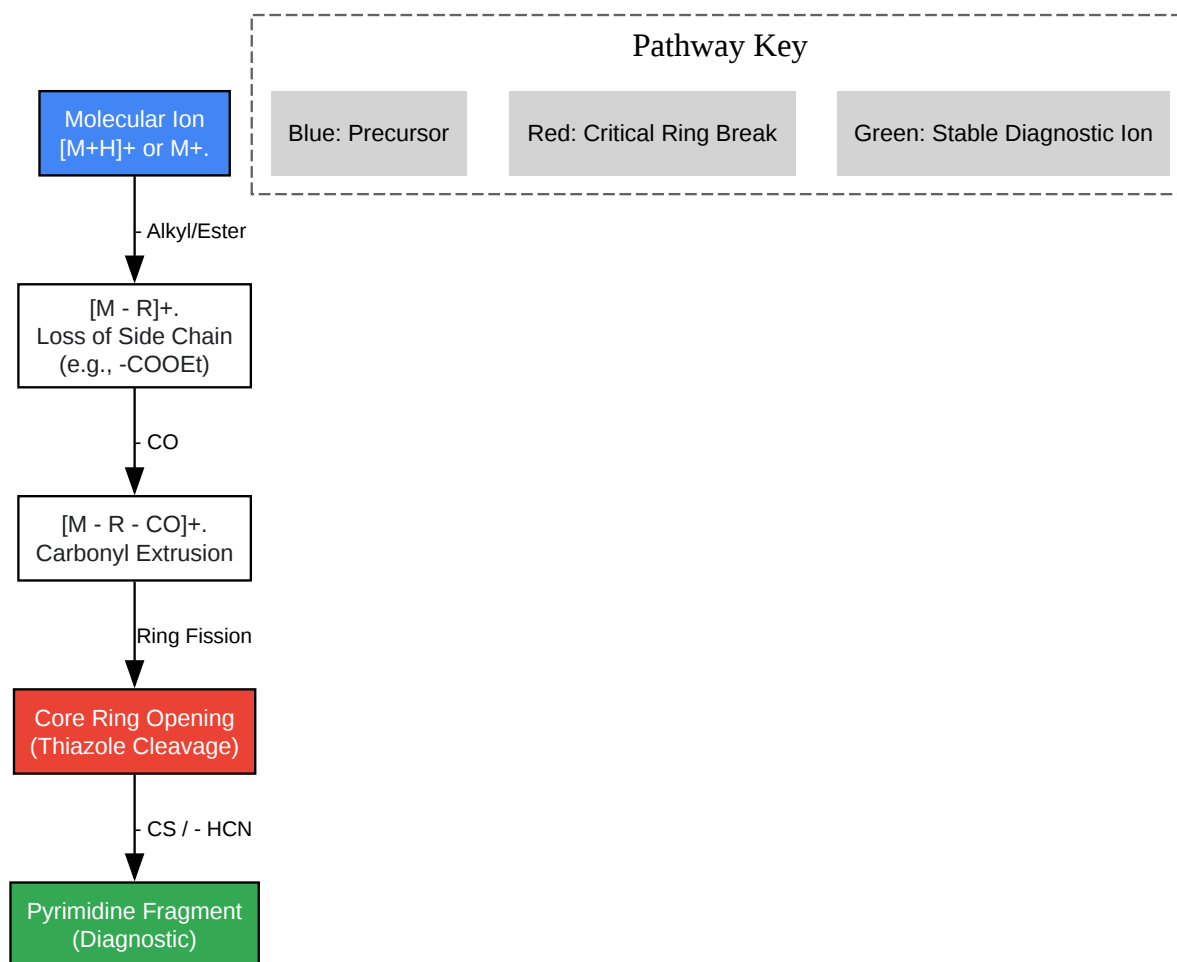 Pathway Key
Blue: Precursor
Red: Critical Ring Break
Green: Stable Diagnostic Ion
Molecular Ion
[M+H]+ or M+.
- Alkyl/Ester
[M - R]+.
Loss of Side Chain
(e.g., -COOEt)
- CO
[M - R - CO]+.
Carbonyl Extrusion
Ring Fission
Core Ring Opening
(Thiazole Cleavage)
- CS / - HCN
Pyrimidine Fragment
(Diagnostic)